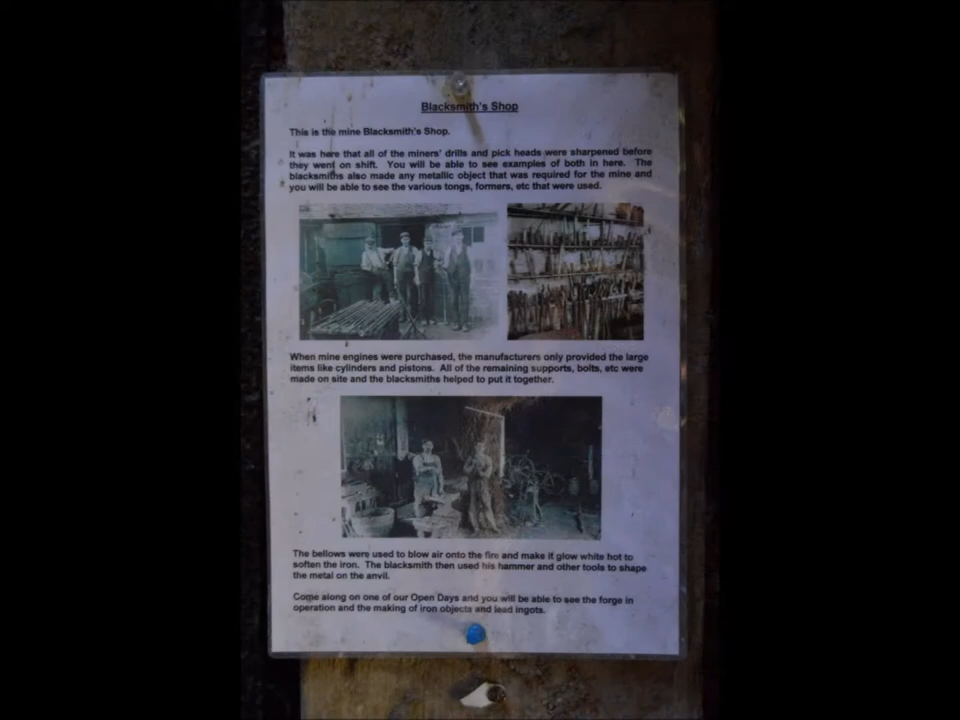 Blacksmith's Shop
This is the mine Blacksmith's Shop.
It was here that all of the miners' drills and pick heads were sharpened before
they went on shift. You will be able to see examples of both in here. The
blacksmiths also made any metallic object that was required for the mine and
you will be able to see the various tongs, formers, etc that were used.
When mine engines were purchased, the manufacturers only provided the large
items like cylinders and pistons. All of the remaining supports, bolts, etc were
made on site and the blacksmiths helped to put it together.
The bellows were used to blow air onto the fire and make it glow white hot to
soften the iron. The blacksmith then used his hammer and other tools to shape
the metal on the anvil.
Come along on one of our Open Days and you will be able to see the forge in
operation and the making of iron objects and lead ingots.